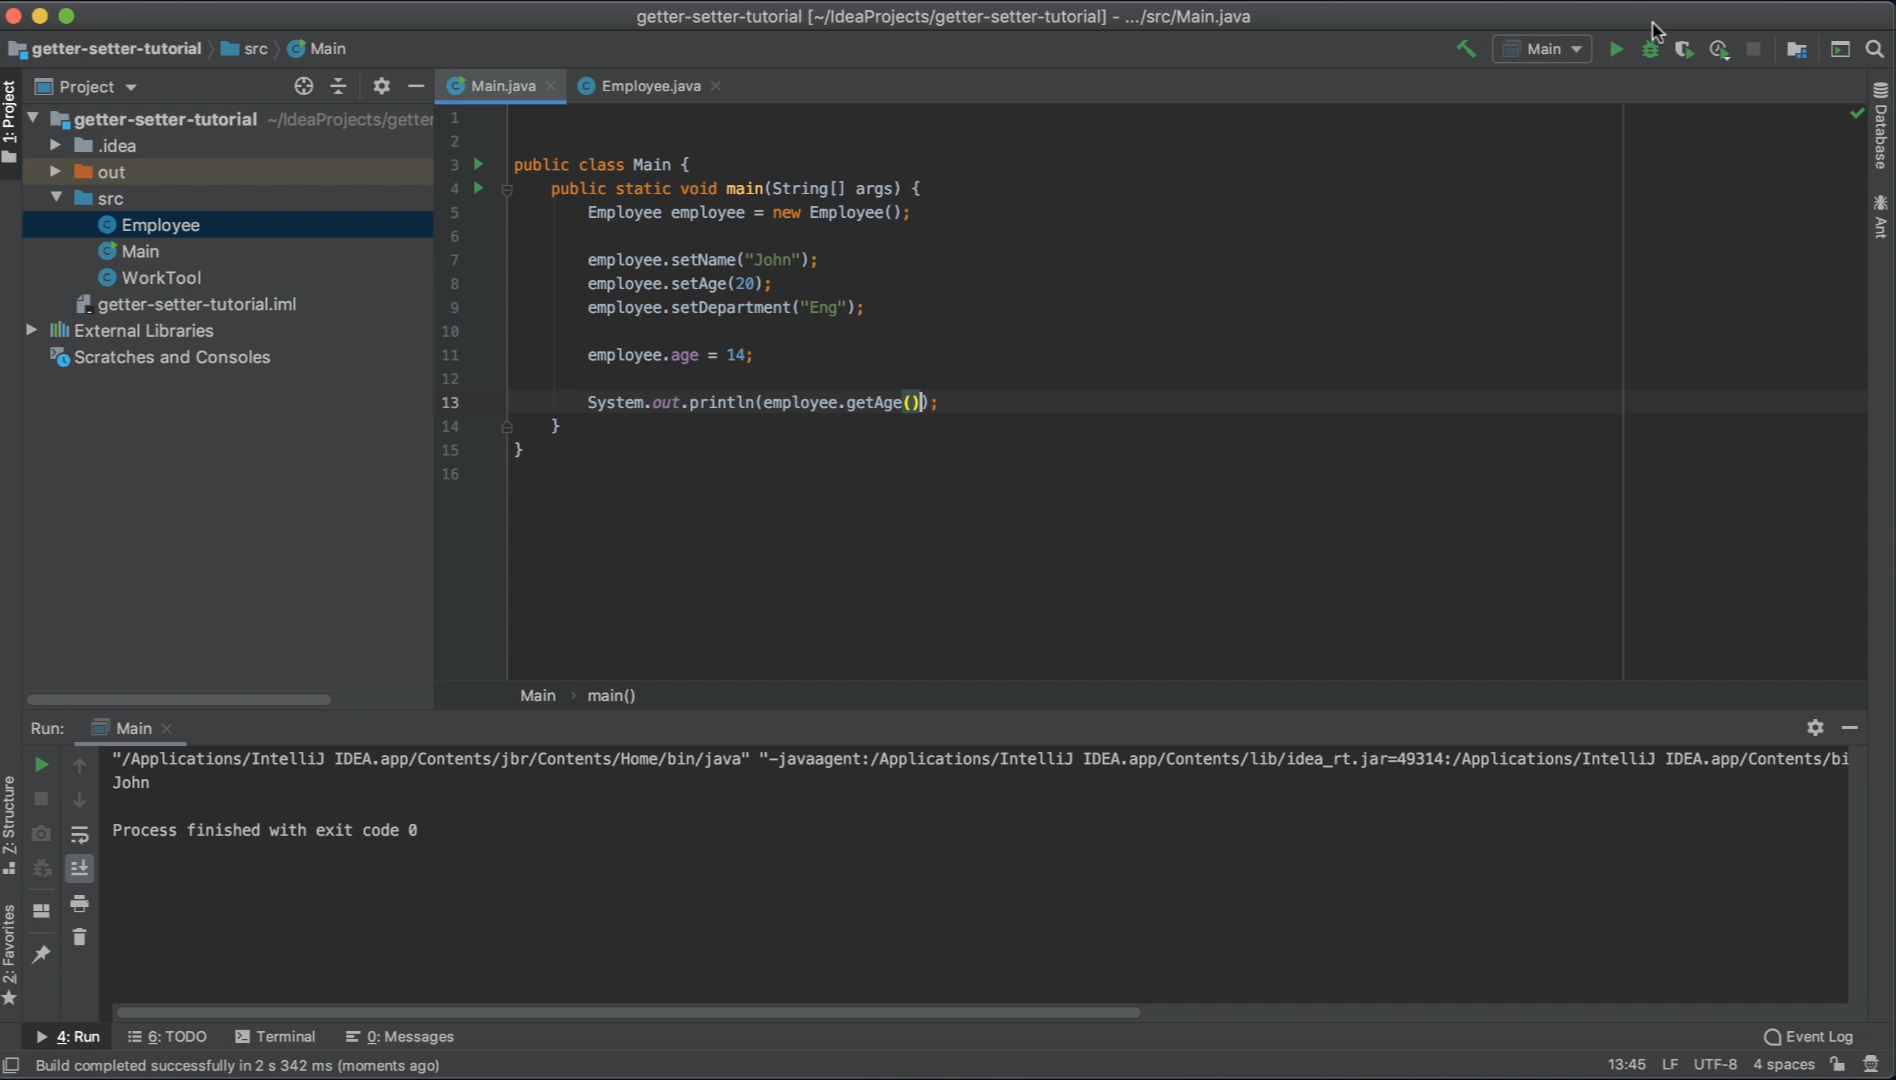 getter-setter-tutorial [~/IdeaProjects/getter-setter-tutorial] - .../src/Main.java
getter-setter-tutorial src Main
Main
1: Project
Project
Main.java
Employee.java
getter-setter-tutorial ~/IdeaProjects/getter
.idea
out
src
Employee
Main
WorkTool
getter-setter-tutorial.iml
External Libraries
Scratches and Consoles
1
2
3 public class Main {
4 public static void main(String[] args) {
5 Employee employee = new Employee();
6
7 employee.setName("John");
8 employee.setAge(20);
9 employee.setDepartment("Eng");
10
11 employee.age = 14;
12
13 System.out.println(employee.getAge());
14 }
15 }
16
Database
Ant
Main main()
Run: Main
"/Applications/IntelliJ IDEA.app/Contents/jbr/Contents/Home/bin/java" "-javaagent:/Applications/IntelliJ IDEA.app/Contents/lib/idea_rt.jar=49314:/Applications/IntelliJ IDEA.app/Contents/bi
John
Process finished with exit code 0
Z: Structure
2: Favorites
4: Run 6: TODO Terminal 0: Messages Event Log
Build completed successfully in 2 s 342 ms (moments ago) 13:45 LF UTF-8 4 spaces